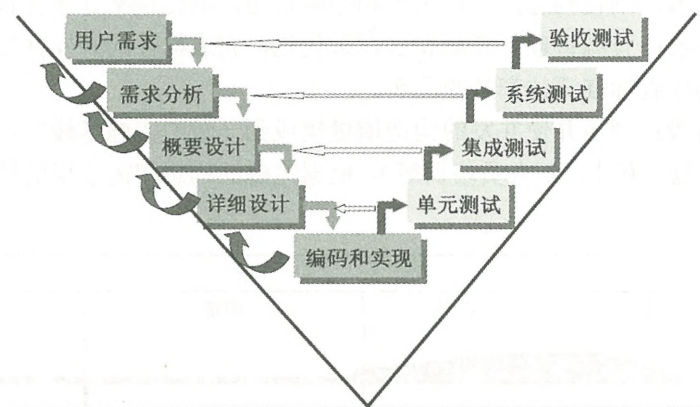 用户需求
验收测试
需求分析
系统测试
概要设计
集成测试
详细设计
单元测试
编码和实现